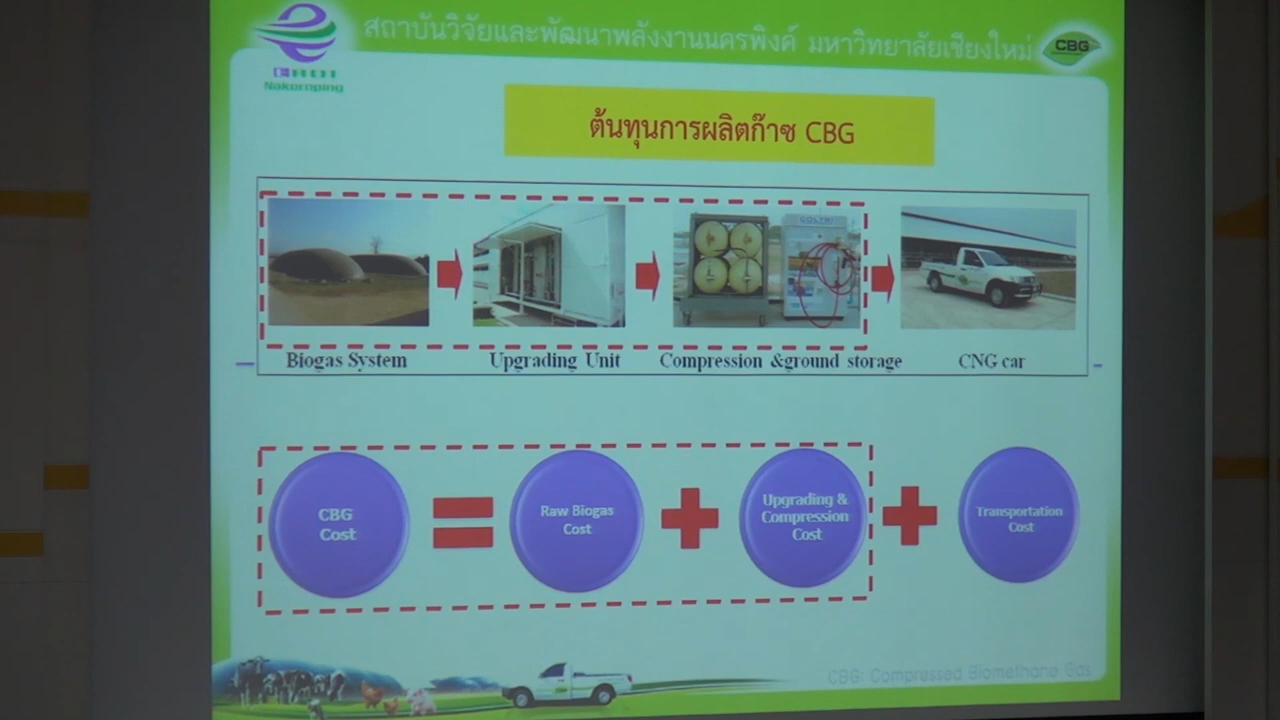 สถาบันวิจัยและพัฒนาพลังงานนครพิงค์ มหาวิทยาลัยเชียงใหม่
CBG
ERDI
Nakornping
ต้นทุนการผลิตก๊าซ CBG
COLTRI
Biogas System
Upgrading Unit
Compression &ground storage
CNG car
CBG
Cost
Raw Biogas
Cost
Upgrading &
Compression
Cost
Transportation
Cost
CBG: Compressed Biomethane Gas